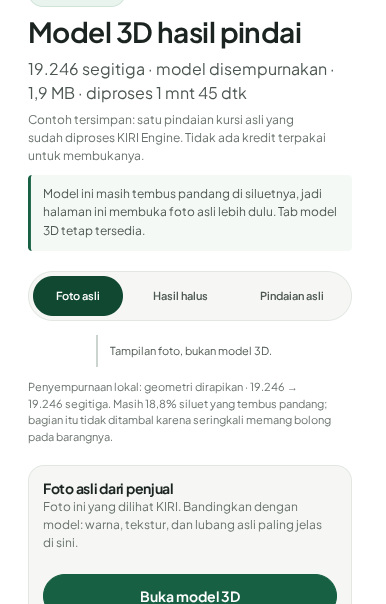 Model 3D hasil pindai
19.246 segitiga · model disempurnakan ·
1,9 MB · diproses 1 mnt 45 dtk
Contoh tersimpan: satu pindaian kursi asli yang
sudah diproses KIRI Engine. Tidak ada kredit terpakai
untuk membukanya.
Model ini masih tembus pandang di siluetnya, jadi
halaman ini membuka foto asli lebih dulu. Tab model
3D tetap tersedia.
Foto asli
Hasil halus
Pindaian asli
Tampilan foto, bukan model 3D.
Penyempurnaan lokal: geometri dirapikan · 19.246 →
19.246 segitiga. Masih 18,8% siluet yang tembus pandang;
bagian itu tidak ditambal karena seringkali memang bolong
pada barangnya.
Foto asli dari penjual
Foto ini yang dilihat KIRI. Bandingkan dengan
model: warna, tekstur, dan lubang asli paling jelas
di sini.
Buka model 3D